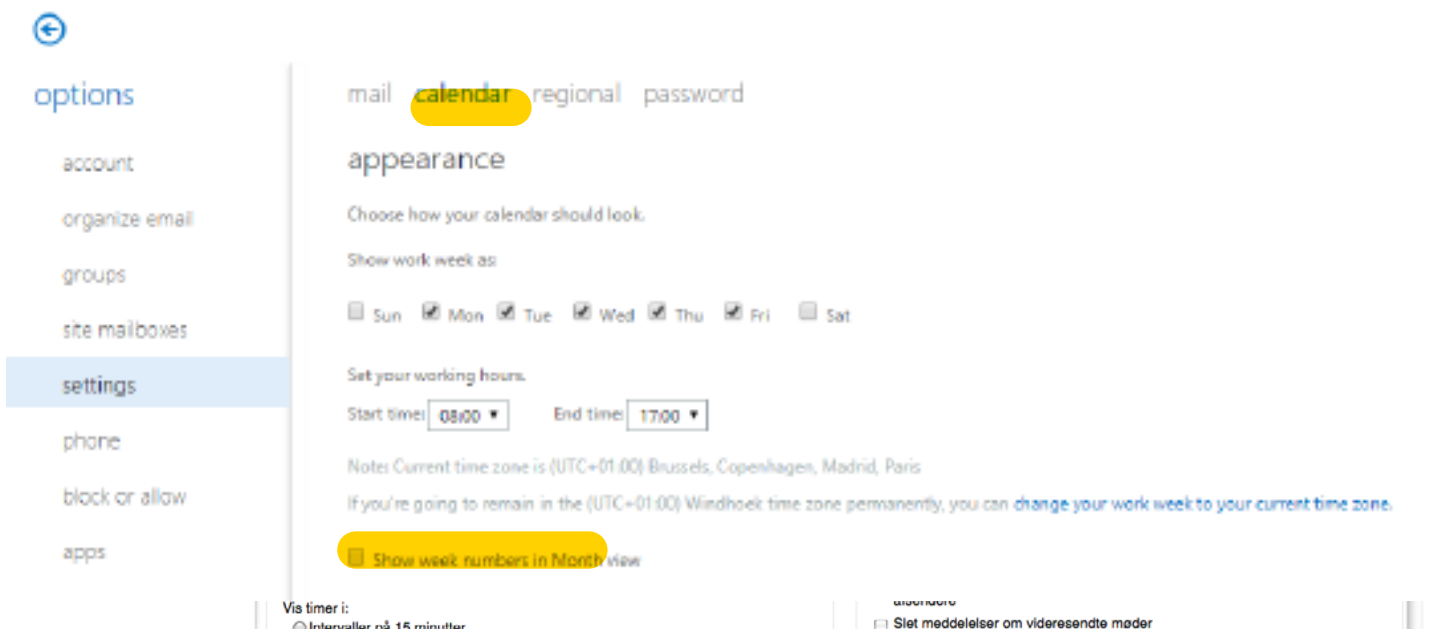 options
account
organize email
groups
site mailboxes
settings
phone
block or allow
apps
mail calendar regional password
appearance
Choose how your calendar should look.
Show work week as:
Sun Mon Tue Wed Thu Fri Sat
Set your working hours.
Start time: 08:00 End time: 17:00
Note: Current time zone is (UTC+01:00) Brussels, Copenhagen, Madrid, Paris
If you're going to remain in the (UTC+01:00) Windhoek time zone permanently, you can change your work week to your current time zone.
Show week numbers in Month view
Vis timer i:
Intervaller på 15 minutter
afsendere
Slet meddelelser om videresendte møder